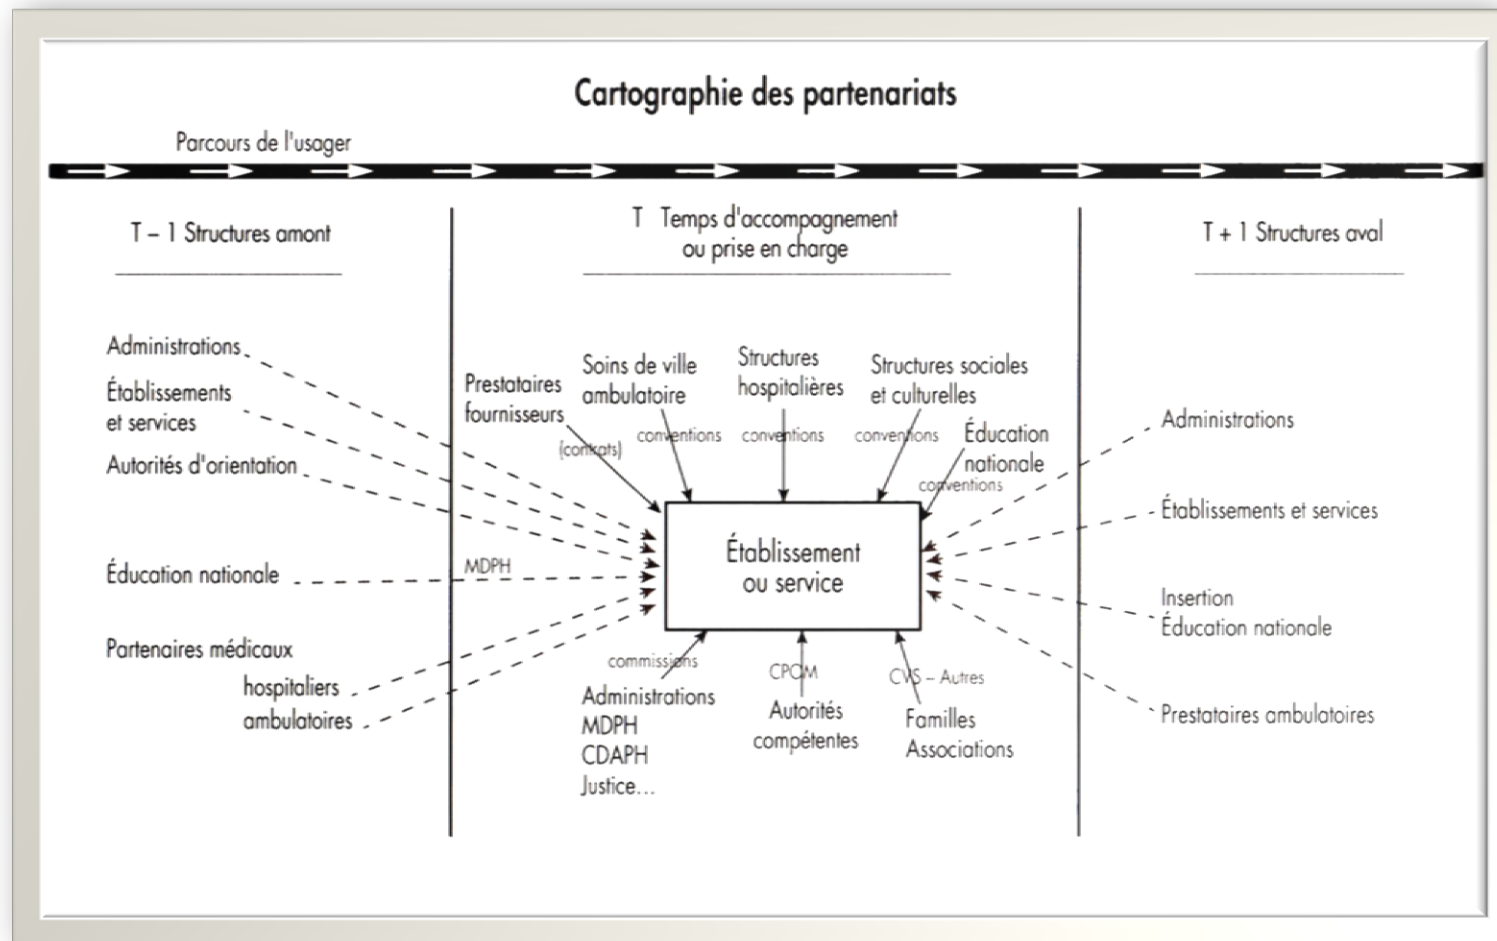 Cartographie des partenariats
Parcours de l'usager
T – 1 Structures amont
Administrations
Établissements
et services
Autorités d'orientation
Éducation nationale
Partenaires médicaux
hospitaliers
ambulatoires
T Temps d'accompagnement
ou prise en charge
Prestataires
fournisseurs
(contrats)
Soins de ville
ambulatoire
conventions
Structures
hospitalières
conventions
Structures sociales
et culturelles
conventions
Éducation
nationale
conventions
MDPH
Établissement
ou service
commissions
Administrations
MDPH
CDAPH
Justice...
CPOM
Autorités
compétentes
CVS – Autres
Familles
Associations
T + 1 Structures aval
Administrations
Établissements et services
Insertion
Éducation nationale
Prestataires ambulatoires